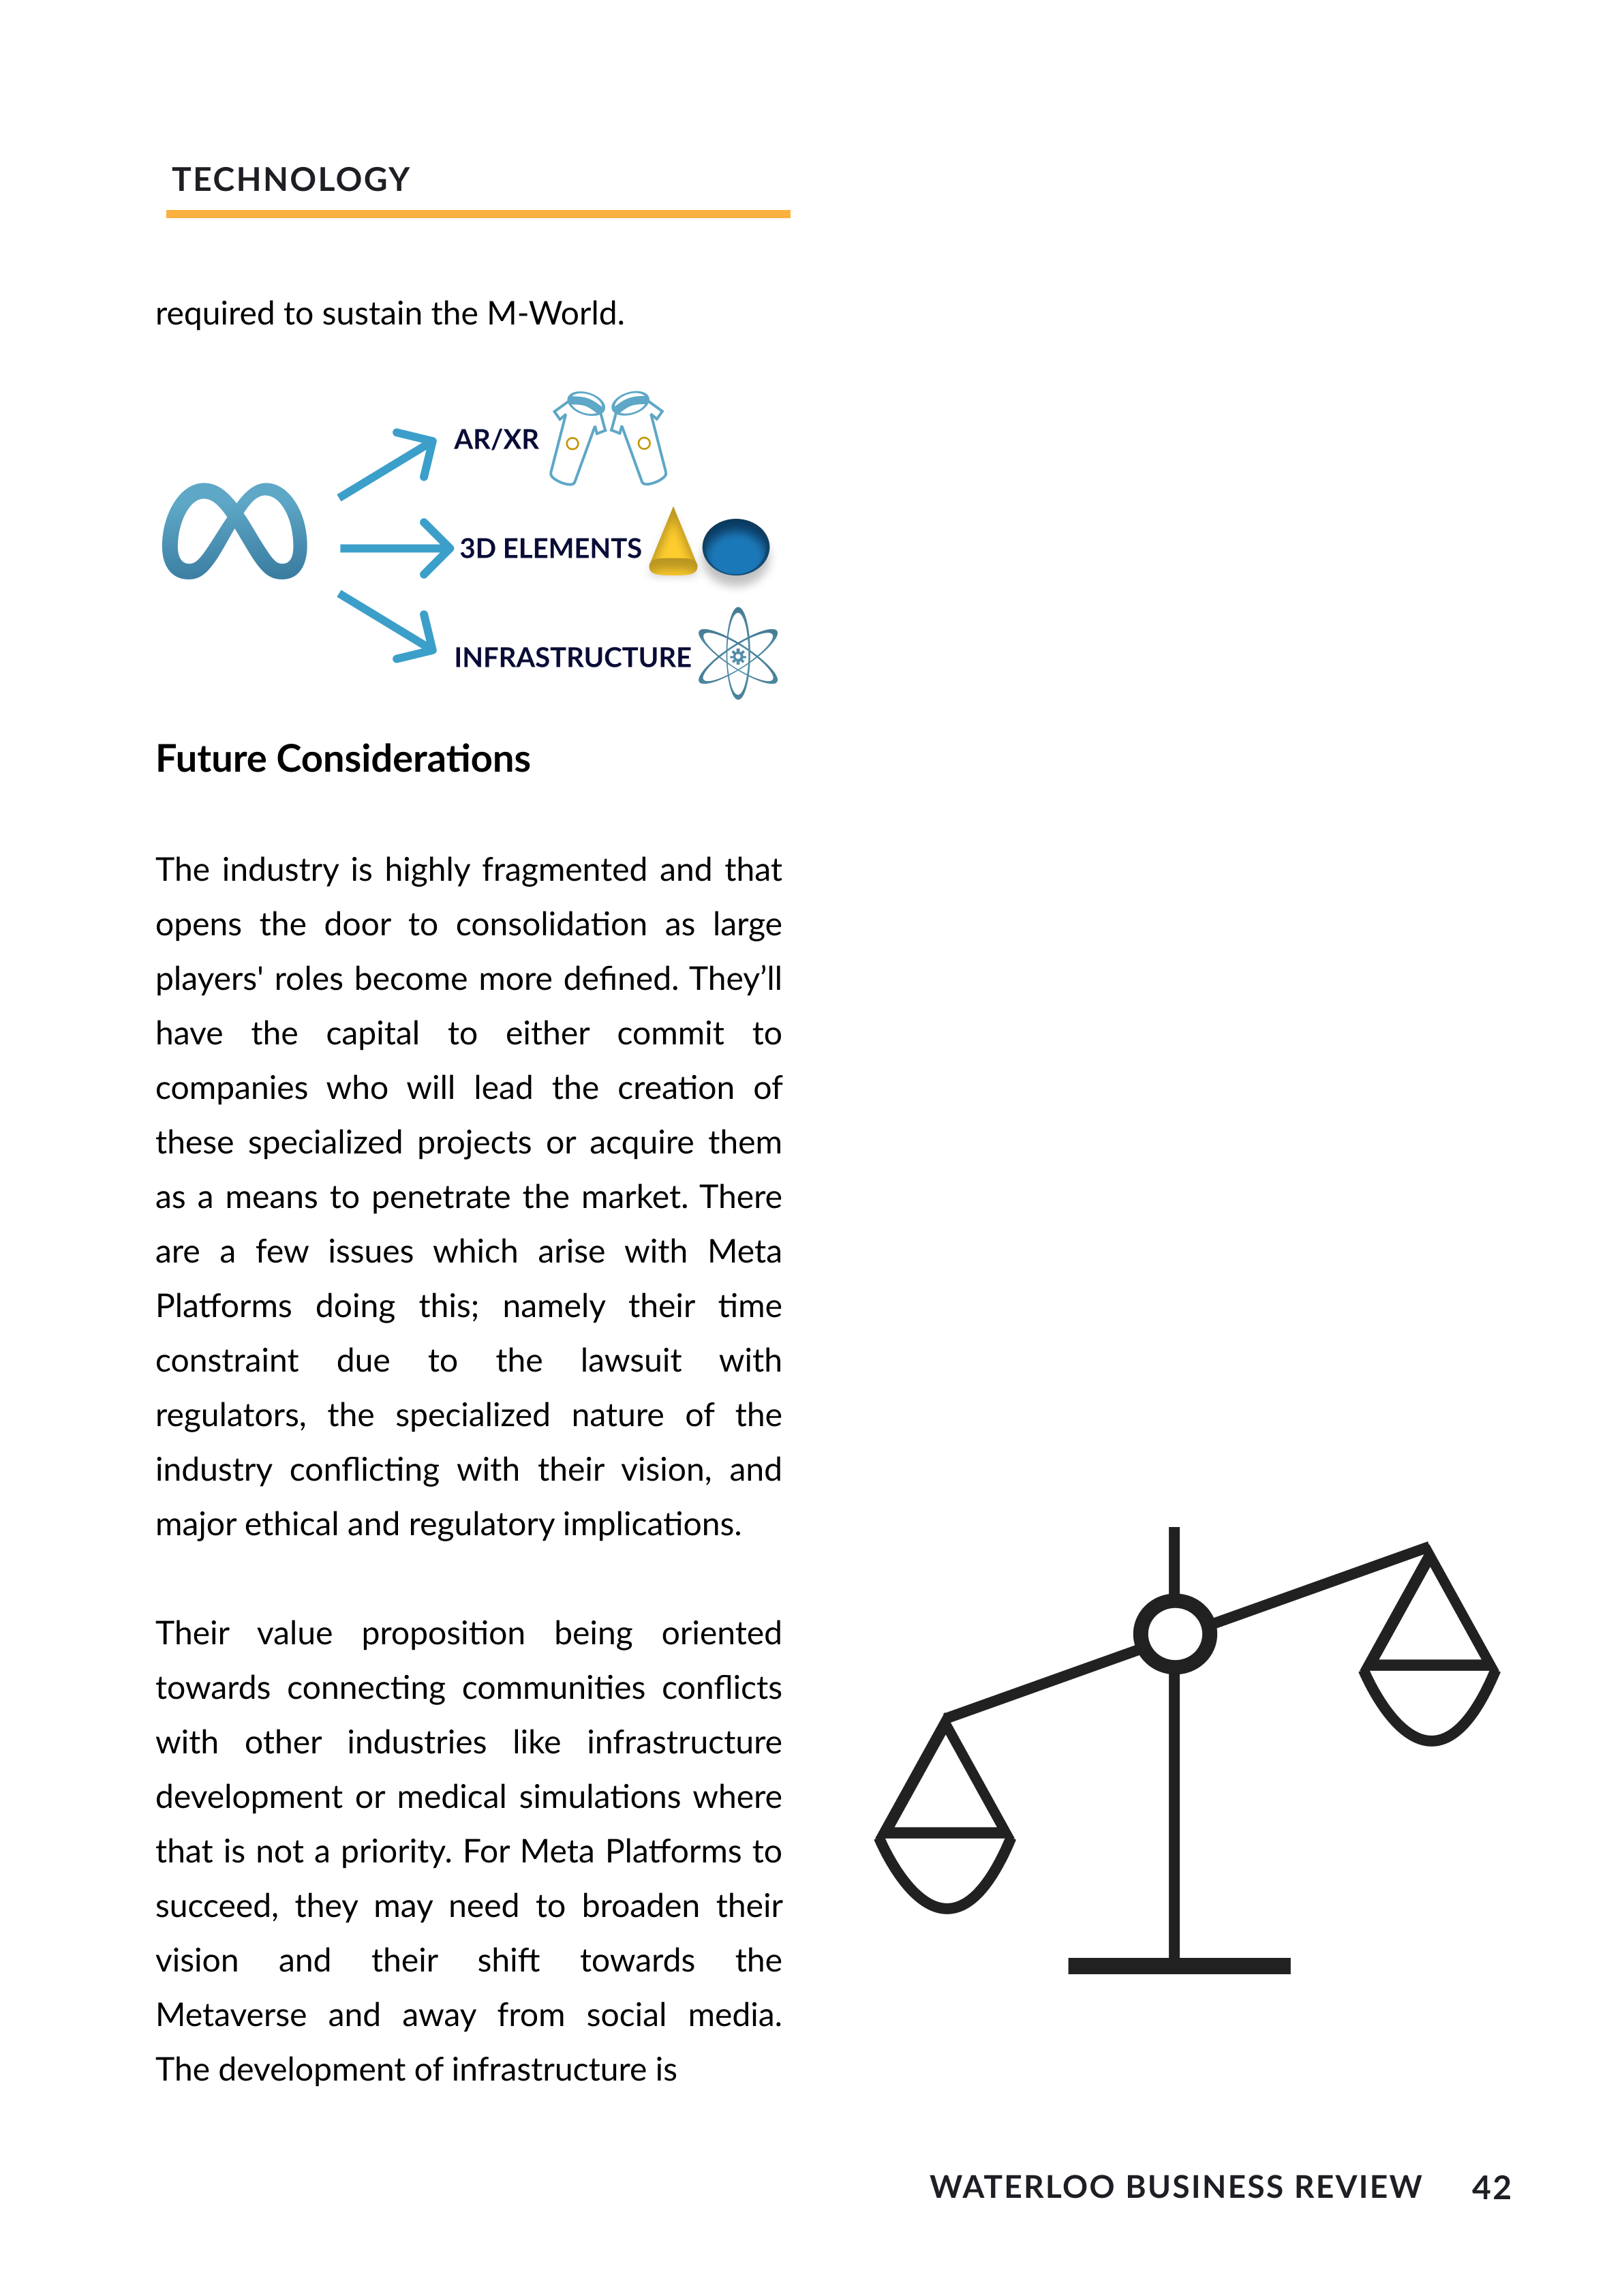 TECHNOLOGY
required to sustain the M-World.
AR/XR
3D ELEMENTS
INFRASTRUCTURE
Future Considerations
The industry is highly fragmented and that
opens the door to consolidation as large
players' roles become more defined. They’ll
have the capital to either commit to
companies who will lead the creation of
these specialized projects or acquire them
as a means to penetrate the market. There
are a few issues which arise with Meta
Platforms doing this; namely their time
constraint due to the lawsuit with
regulators, the specialized nature of the
industry conflicting with their vision, and
major ethical and regulatory implications.
Their value proposition being oriented
towards connecting communities conflicts
with other industries like infrastructure
development or medical simulations where
that is not a priority. For Meta Platforms to
succeed, they may need to broaden their
vision and their shift towards the
Metaverse and away from social media.
The development of infrastructure is
WATERLOO BUSINESS REVIEW 42